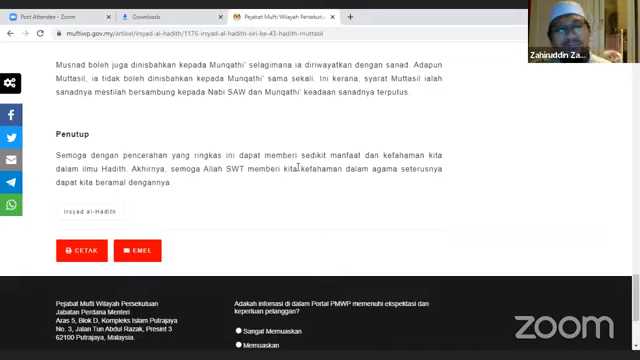 Post Attendee - Zoom
Downloads
Pejabat Mufti Wilayah Persekutuan
muftiwp.gov.my/artikel/irsyad-al-hadith/1176-irsyad-al-hadith-siri-ke-43-hadith-muttasil
Zahiruddin Za...
Musnad boleh juga dinisbahkan kepada Munqathi' selagimana ia diriwayatkan dengan sanad. Adapun
Muttasil, ia tidak boleh dinisbahkan kepada Munqathi' sama sekali. Ini kerana, syarat Muttasil ialah
sanadnya mestilah bersambung kepada Nabi SAW dan Munqathi' keadaan sanadnya terputus.
Penutup
Semoga dengan pencerahan yang ringkas ini dapat memberi sedikit manfaat dan kefahaman kita
dalam ilmu Hadith. Akhirnya, semoga Allah SWT memberi kita kefahaman dalam agama seterusnya
dapat kita beramal dengannya.
Irsyad al-Hadith
CETAK
EMEL
Pejabat Mufti Wilayah Persekutuan
Jabatan Perdana Menteri
Aras 5, Blok D, Kompleks Islam Putrajaya
No. 3, Jalan Tun Abdul Razak, Presint 3
62100 Putrajaya, Malaysia.
Adakah infomasi di dalam Portal PMWP memenuhi ekspektasi dan
keperluan pelanggan?
Sangat Memuaskan
Memuaskan
zoom